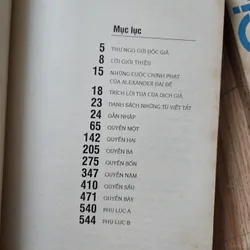 Mục lục
5 THƯ NGỎ GỬI ĐỘC GIẢ
8 LỜI GIỚI THIỆU
15 NHỮNG CUỘC CHINH PHẠT
CỦA ALEXANDER ĐẠI ĐẾ
18 TRÍCH LỜI TỰA CỦA DỊCH GIẢ
23 DANH SÁCH NHỮNG TỪ VIẾT TẮT
24 DẪN NHẬP
65 QUYỂN MỘT
142 QUYỂN HAI
205 QUYỂN BA
275 QUYỂN BỐN
347 QUYỂN NĂM
410 QUYỂN SÁU
471 QUYỂN BẢY
540 PHỤ LỤC A
544 PHỤ LỤC B